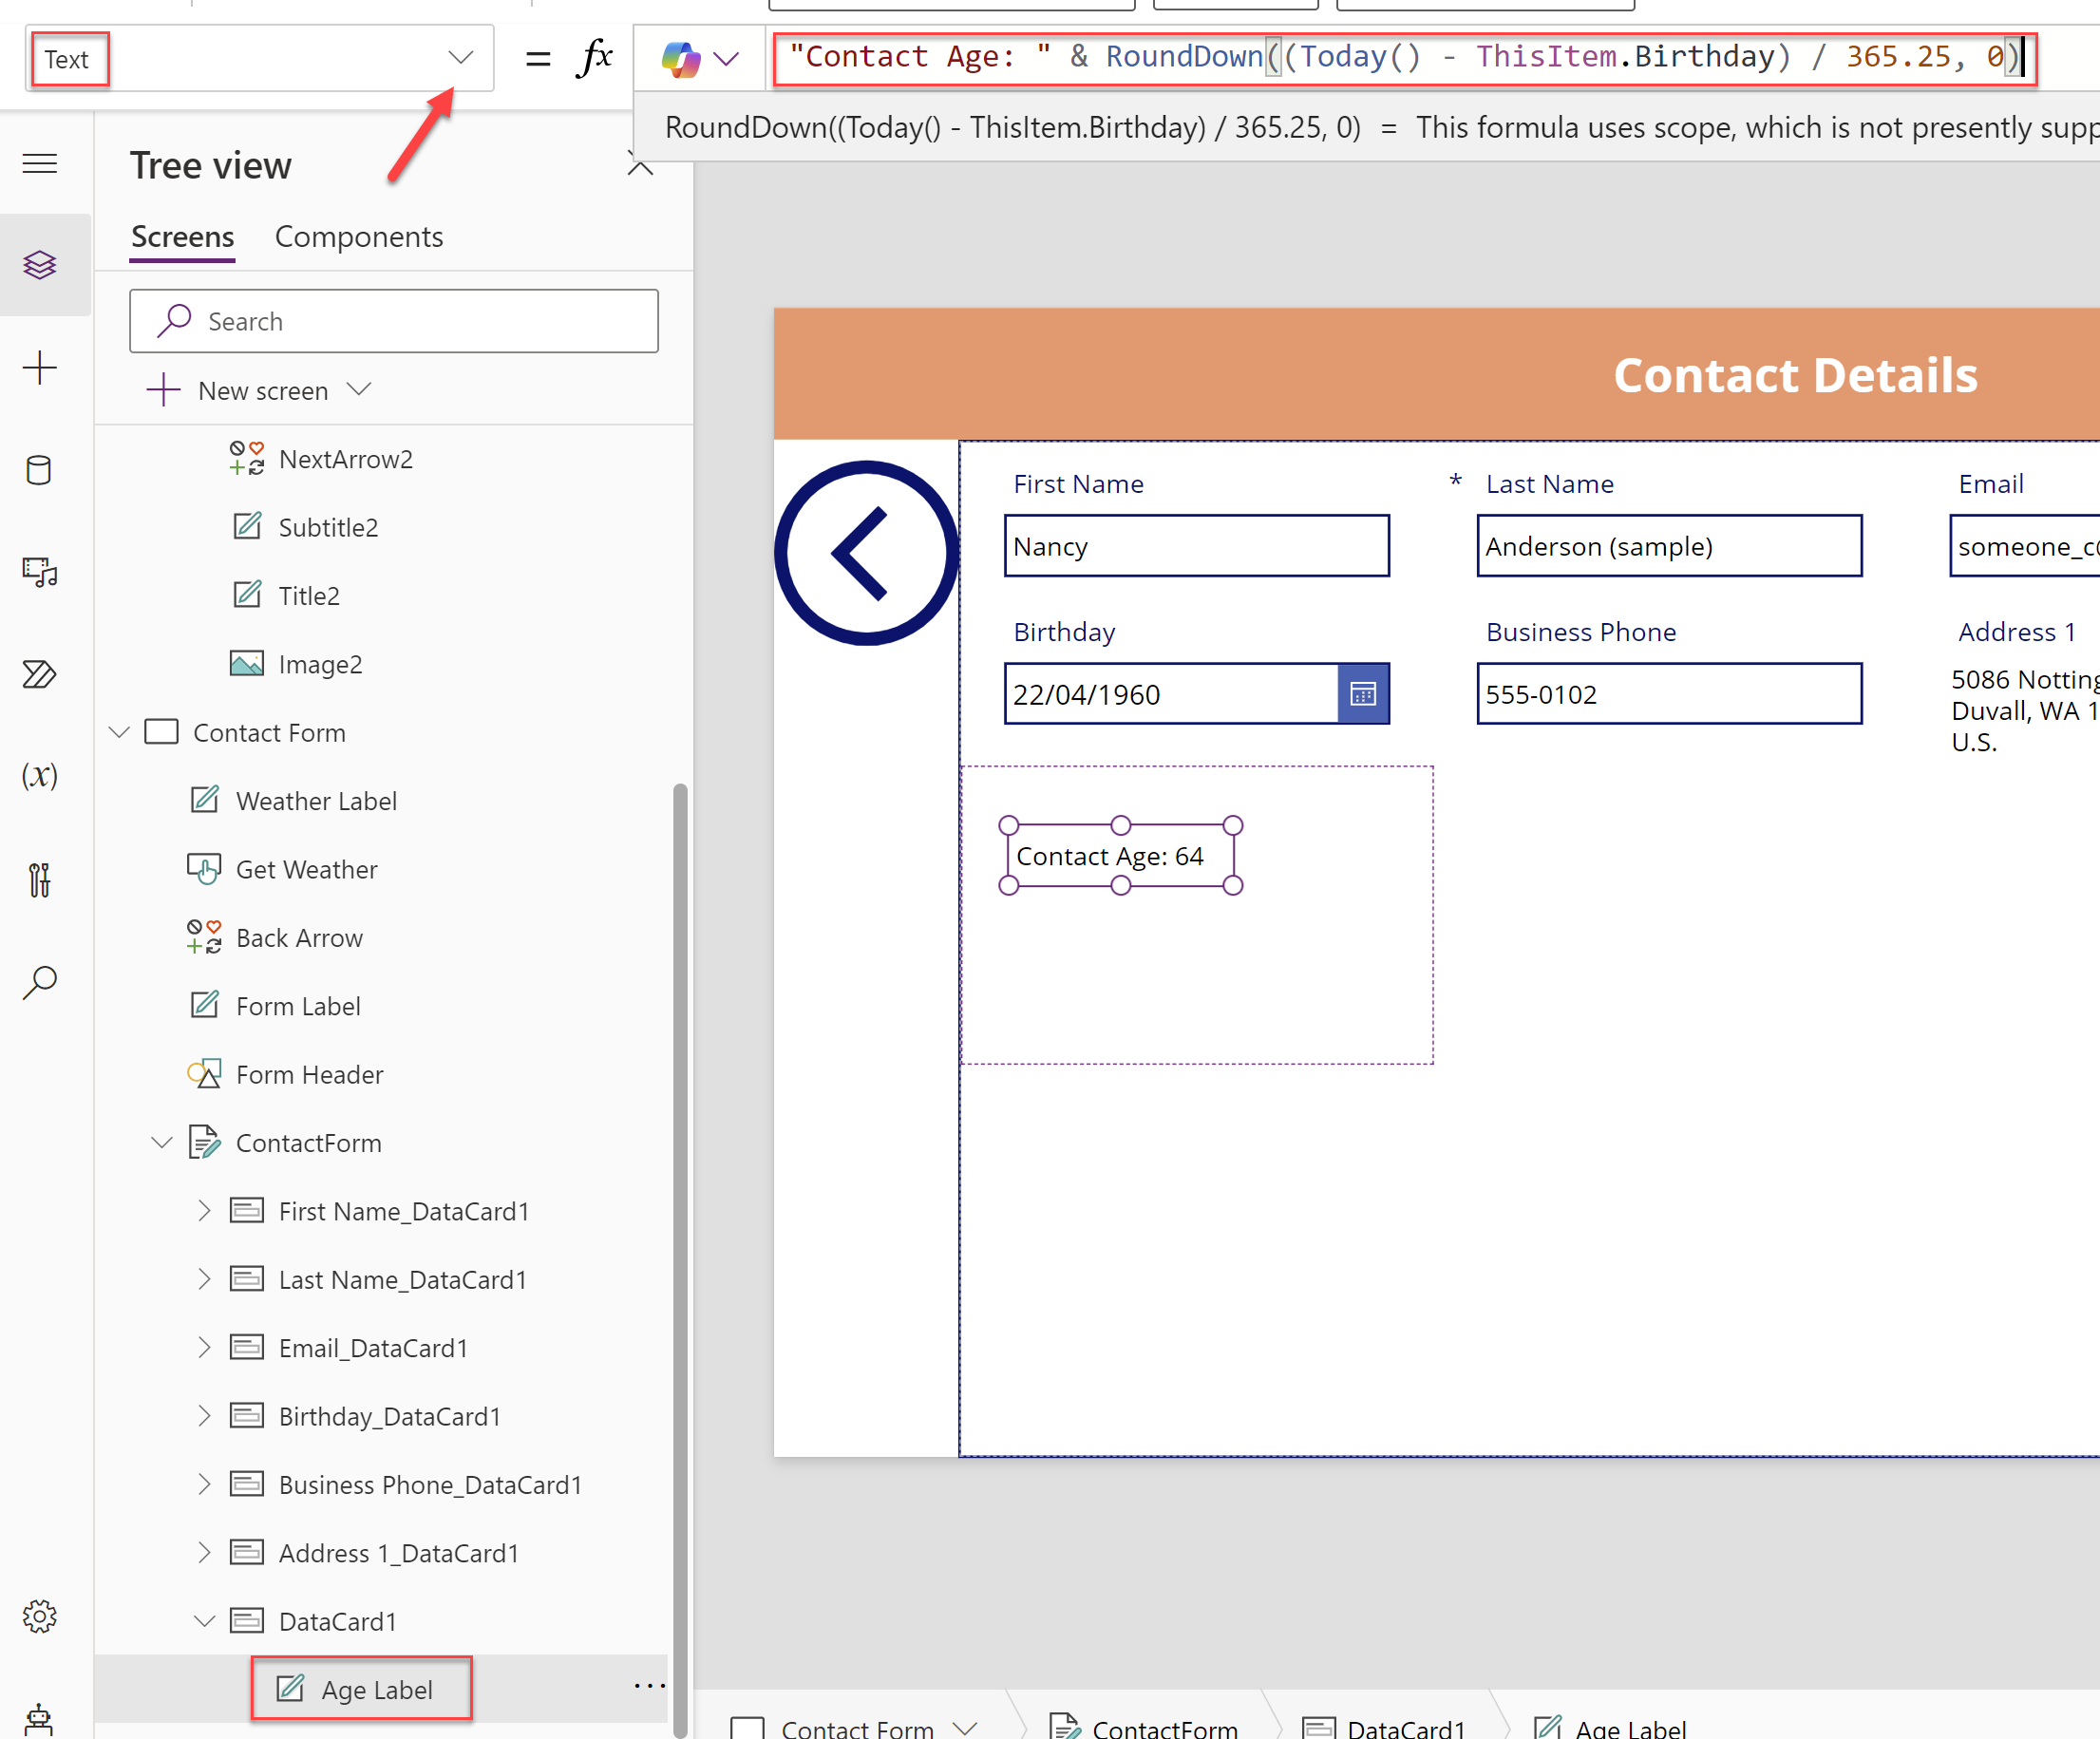 Text
= fx
"Contact Age: " & RoundDown((Today() - ThisItem.Birthday) / 365.25, 0)
RoundDown((Today() - ThisItem.Birthday) / 365.25, 0) = This formula uses scope, which is not presently supp
Tree view
Screens Components
Search
New screen
NextArrow2
Subtitle2
Title2
Image2
Contact Form
Weather Label
Get Weather
Back Arrow
Form Label
Form Header
ContactForm
First Name_DataCard1
Last Name_DataCard1
Email_DataCard1
Birthday_DataCard1
Business Phone_DataCard1
Address 1_DataCard1
DataCard1
Age Label ...
(x)
Contact Details
First Name * Last Name Email
Nancy Anderson (sample) someone_c@
Birthday Business Phone Address 1
22/04/1960 555-0102 5086 Notting
Duvall, WA 1
U.S.
Contact Age: 64
Contact Form ContactForm DataCard1 Age Label